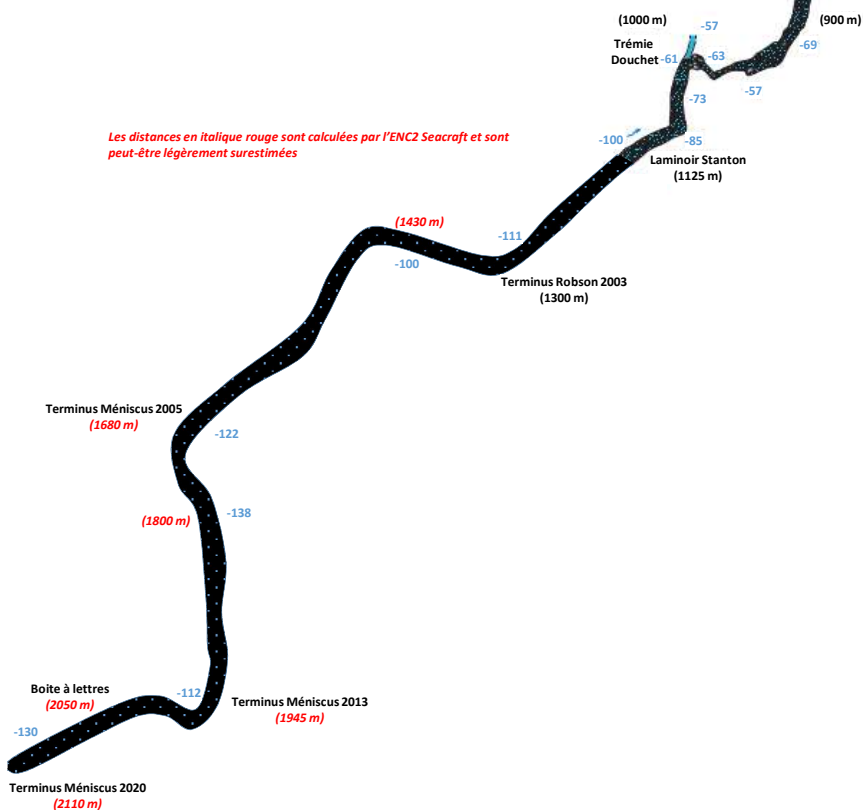 (1000 m)
-57
(900 m)
Trémie
Douchet
-61
-63
-69
-57
-73
Les distances en italique rouge sont calculées par l'ENC2 Seacraft et sont
peut-être légèrement surestimées
-100
-85
Laminoir Stanton
(1125 m)
(1430 m)
-111
-100
Terminus Robson 2003
(1300 m)
Terminus Méniscus 2005
(1680 m)
-122
(1800 m)
-138
Boite à lettres
(2050 m)
-112
Terminus Méniscus 2013
(1945 m)
-130
Terminus Méniscus 2020
(2110 m)